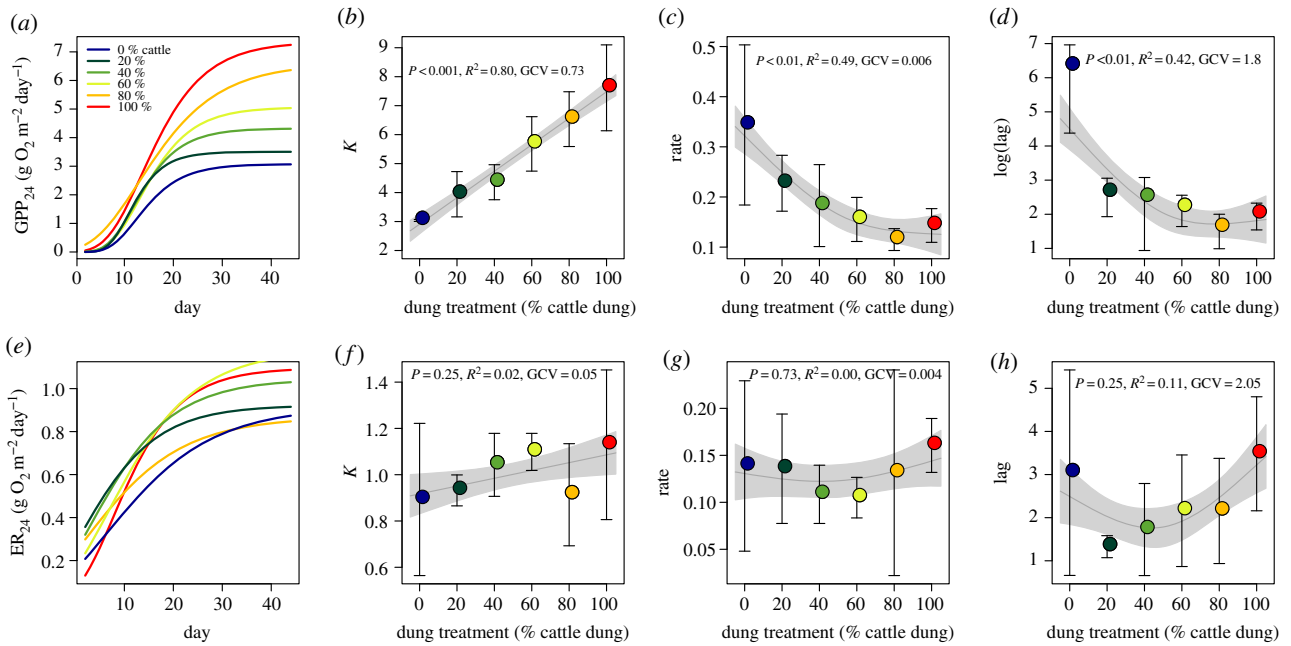 (a)
GPP24 (g O2 m−2 day−1)
7
6
5
4
3
2
1
0
0 % cattle
20 %
40 %
60 %
80 %
100 %
0 10 20 30 40
day
(b)
K
9
8
7
6
5
4
3
2
P < 0.001, R2 = 0.80, GCV = 0.73
0 20 40 60 80 100
dung treatment (% cattle dung)
(c)
rate
0.5
0.4
0.3
0.2
0.1
P < 0.01, R2 = 0.49, GCV = 0.006
0 20 40 60 80 100
dung treatment (% cattle dung)
(d)
log(lag)
7
6
5
4
3
2
1
P < 0.01, R2 = 0.42, GCV = 1.8
0 20 40 60 80 100
dung treatment (% cattle dung)
(e)
ER24 (g O2 m−2 day−1)
1.0
0.8
0.6
0.4
0.2
10 20 30 40
day
(f)
K
1.4
1.2
1.0
0.8
0.6
P = 0.25, R2 = 0.02, GCV = 0.05
0 20 40 60 80 100
dung treatment (% cattle dung)
(g)
rate
0.20
0.15
0.10
0.05
P = 0.73, R2 = 0.00, GCV = 0.004
0 20 40 60 80 100
dung treatment (% cattle dung)
(h)
lag
5
4
3
2
1
P = 0.25, R2 = 0.11, GCV = 2.05
0 20 40 60 80 100
dung treatment (% cattle dung)